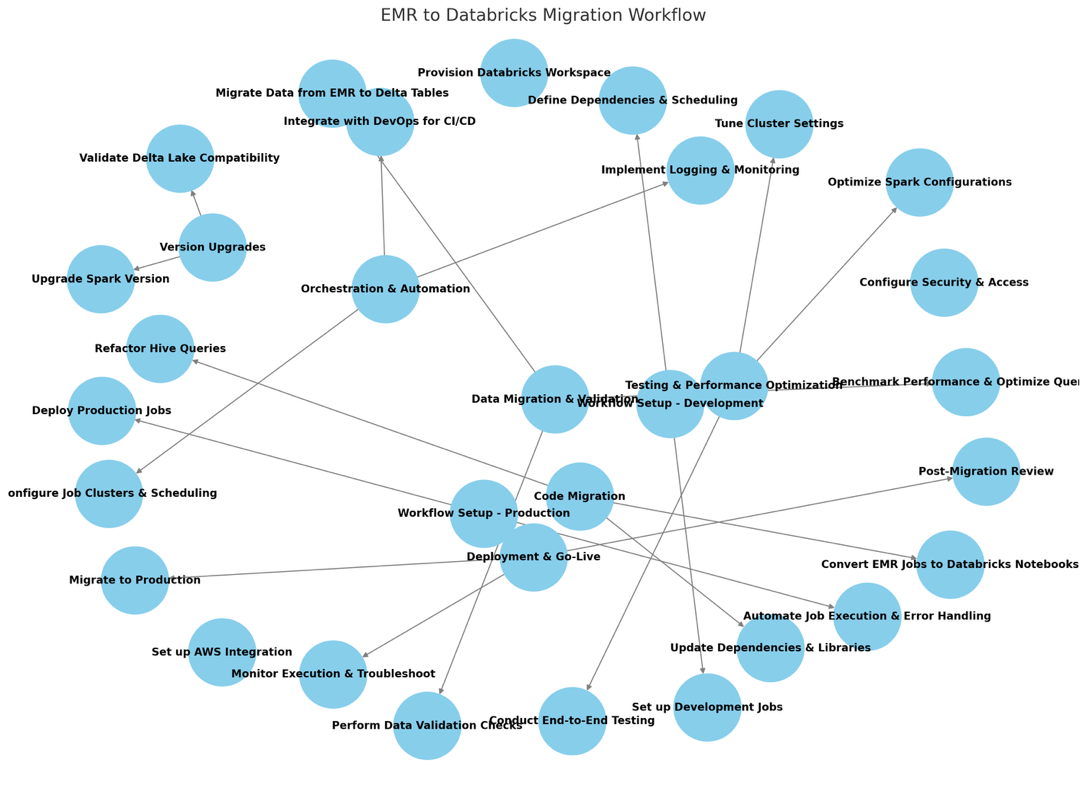 EMR to Databricks Migration Workflow
Provision Databricks Workspace
Migrate Data from EMR to Delta Tables
Define Dependencies & Scheduling
Integrate with DevOps for CI/CD
Tune Cluster Settings
Validate Delta Lake Compatibility
Implement Logging & Monitoring
Optimize Spark Configurations
Version Upgrades
Upgrade Spark Version
Orchestration & Automation
Configure Security & Access
Refactor Hive Queries
Testing & Performance Optimization
Benchmark Performance & Optimize Quer
Data Migration & Validation
Workflow Setup - Development
Deploy Production Jobs
Post-Migration Review
onfigure Job Clusters & Scheduling
Code Migration
Workflow Setup - Production
Deployment & Go-Live
Convert EMR Jobs to Databricks Notebooks
Migrate to Production
Automate Job Execution & Error Handling
Update Dependencies & Libraries
Set up AWS Integration
Monitor Execution & Troubleshoot
Set up Development Jobs
Perform Data Validation Checks
Conduct End-to-End Testing